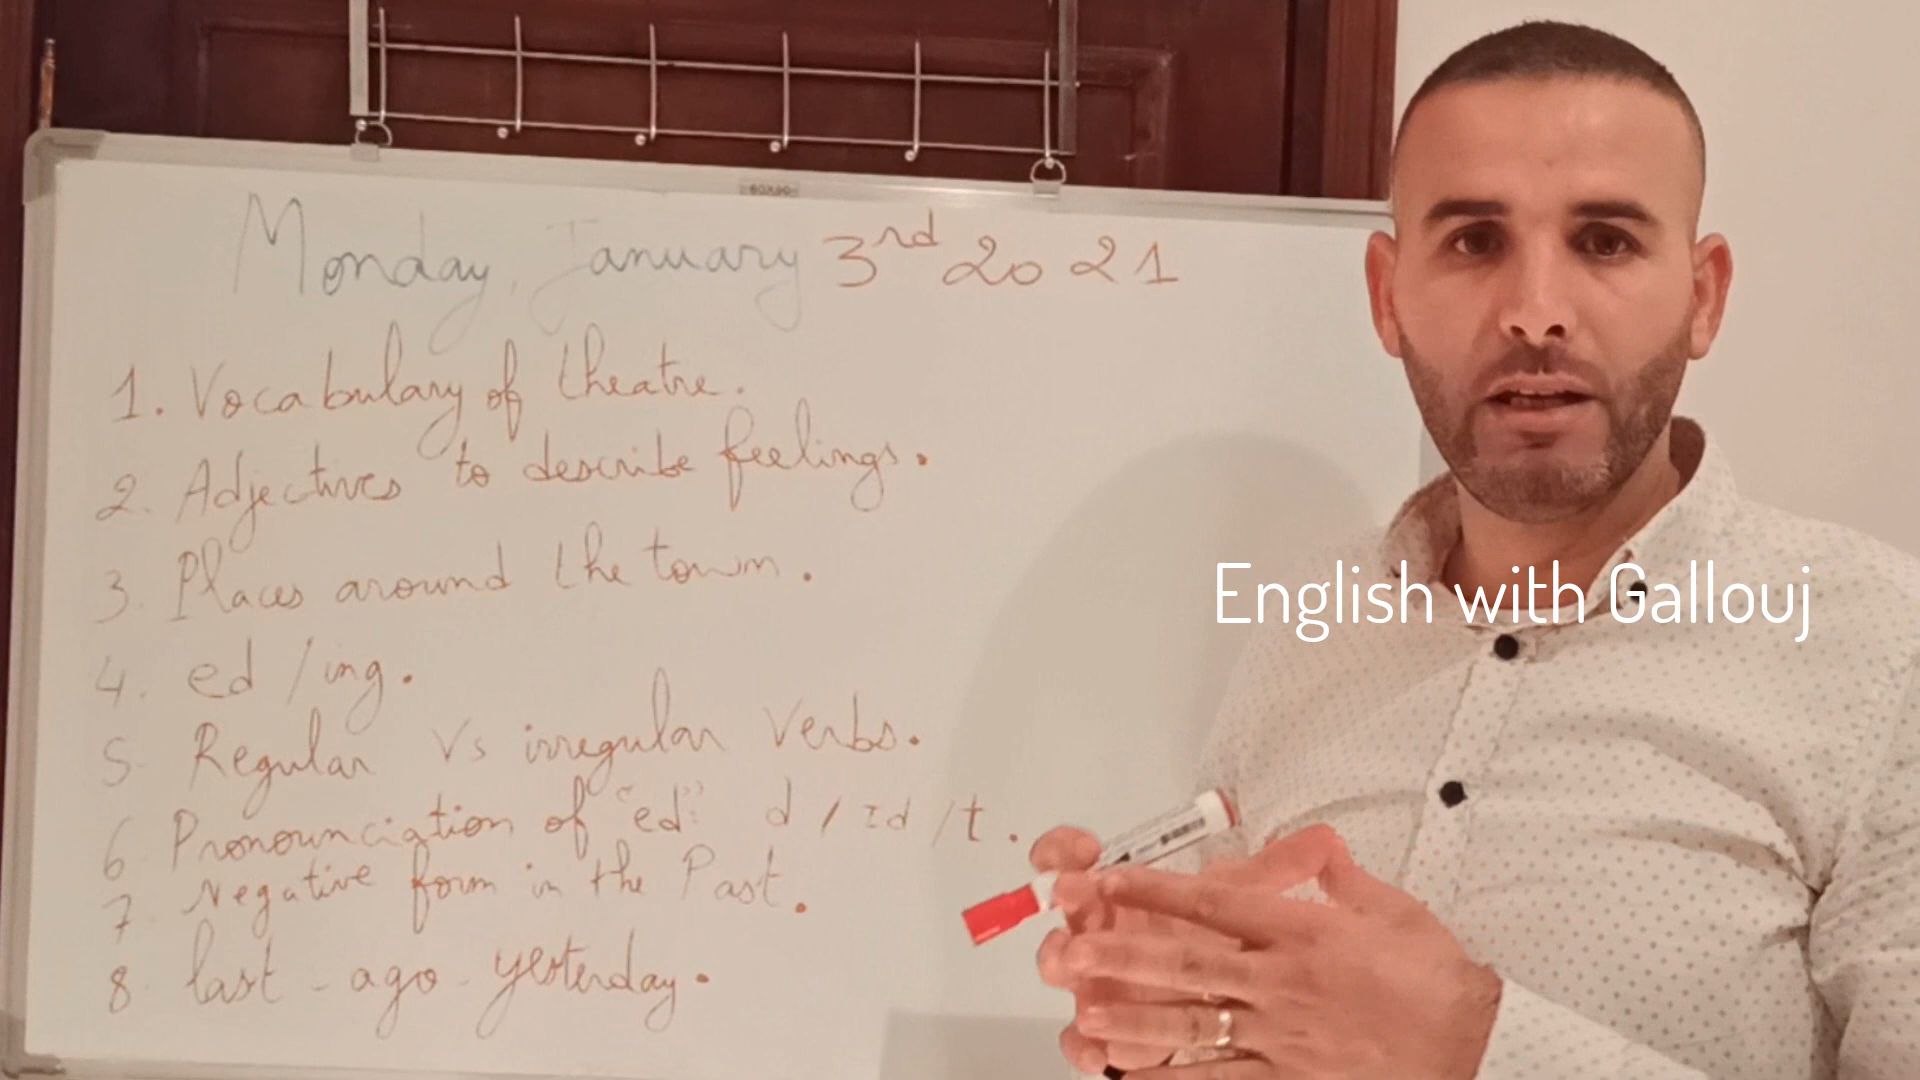 Monday, January 3rd 2021
1. Vocabulary of theatre.
2. Adjectives to describe feelings.
3. Places around the town.
4. ed / ing.
5- Regular Vs irregular verbs.
6 Pronounciation of "ed" d / Id / t.
7 Negative form in the Past.
8 last - ago - yesterday.
English with Gallouj